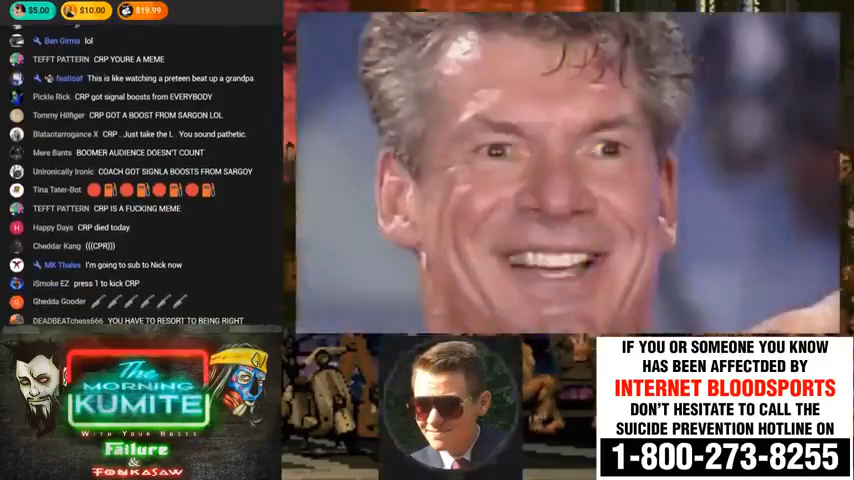 $5.00
$10.00
$19.99
Ben Girma lol
TEFFT PATTERN CRP YOURE A MEME
featloaf This is like watching a preteen beat up a grandpa
Pickle Rick CRP got signal boosts from EVERYBODY
Tommy Hilfiger CRP GOT A BOOST FROM SARGON LOL
Blatantarrogance X CRP . Just take the L . You sound pathetic.
Mere Bants BOOMER AUDIENCE DOESN'T COUNT
Unironically Ironic COACH GOT SIGNLA BOOSTS FROM SARGOY
Tina Tater-Bot
TEFFT PATTERN CRP IS A FUCKING MEME
Happy Days CRP died today
Cheddar Kang (((CPR)))
MK Thales I'm going to sub to Nick now
iSmoke EZ press 1 to kick CRP
Ghedda Gooder
DEADBEATchess666 YOU HAVE TO RESORT TO BEING RIGHT
The
MORNING
KUMITE
With Your Hosts
Failure
&
FONKASAW
IF YOU OR SOMEONE YOU KNOW
HAS BEEN AFFECTDED BY
INTERNET BLOODSPORTS
DON'T HESITATE TO CALL THE
SUICIDE PREVENTION HOTLINE ON
1-800-273-8255